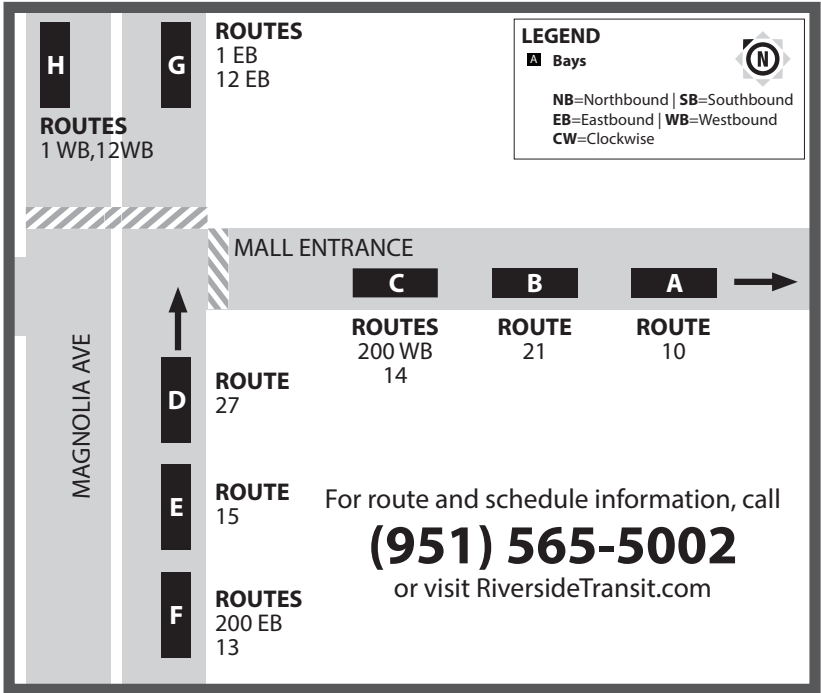 H
ROUTES
1 WB,12WB
G
ROUTES
1 EB
12 EB
LEGEND
A Bays
N
NB=Northbound | SB=Southbound
EB=Eastbound | WB=Westbound
CW=Clockwise
MALL ENTRANCE
C
ROUTES
200 WB
14
B
ROUTE
21
A
ROUTE
10
MAGNOLIA AVE
D
ROUTE
27
E
ROUTE
15
F
ROUTES
200 EB
13
For route and schedule information, call
(951) 565-5002
or visit RiversideTransit.com